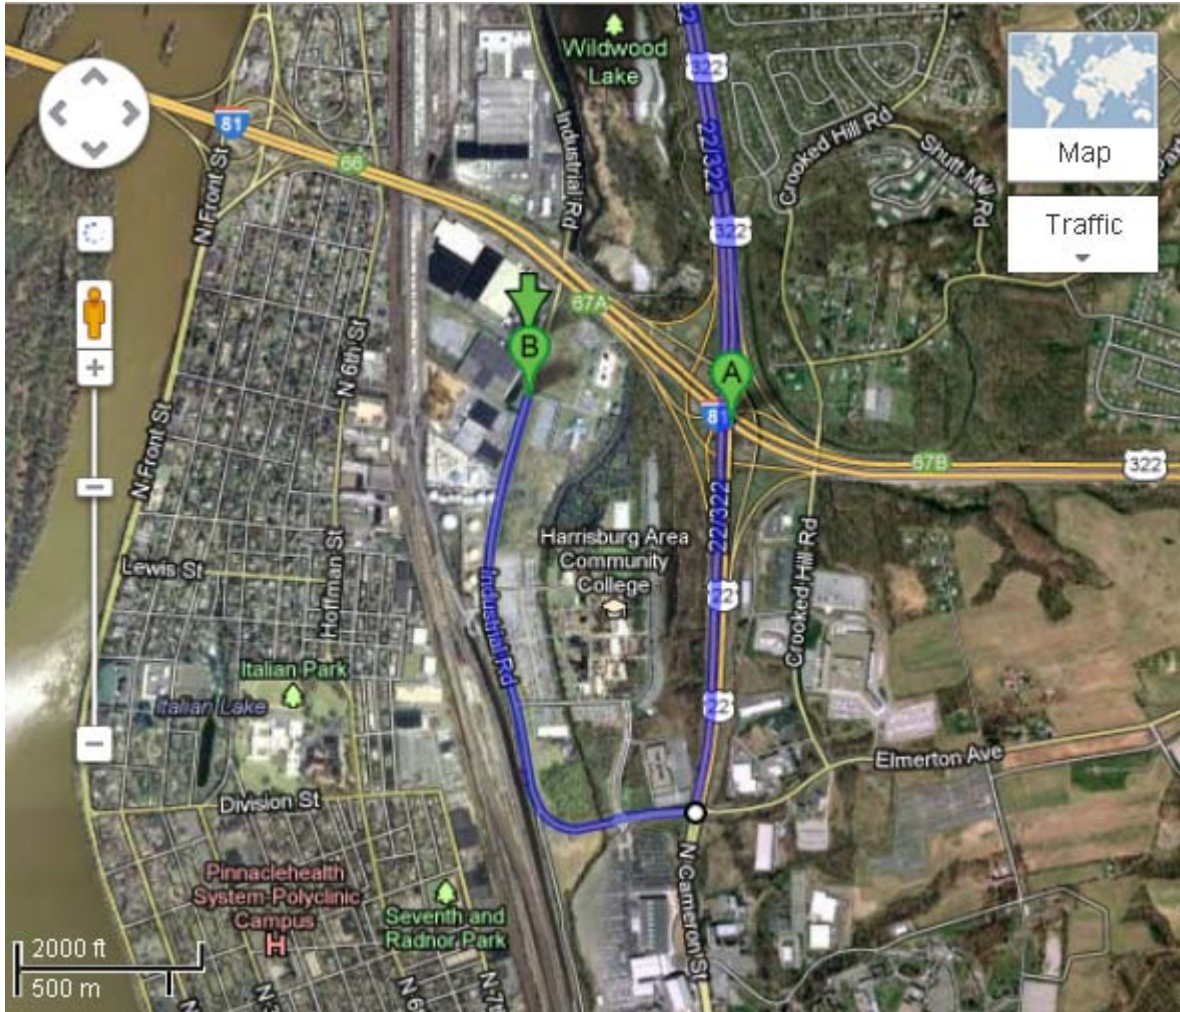 22
Wildwood
Lake
322
Industrial Rd
22/322
Crooked Hill Rd
Shutt Mill Rd
Map
Traffic
81
66
N Front St
322
67A
B
A
N 6th St
81
67B
322
N Front St
22/322
Harrisburg Area
Community
College
Crooked Hill Rd
Lewis St
Hoffman St
22
Industrial Rd
Italian Park
Italian Lake
22
Elmerton Ave
Division St
N Cameron St
Pinnaclehealth
System-Polyclinic
Campus
H
Seventh and
Radnor Park
2000 ft
500 m